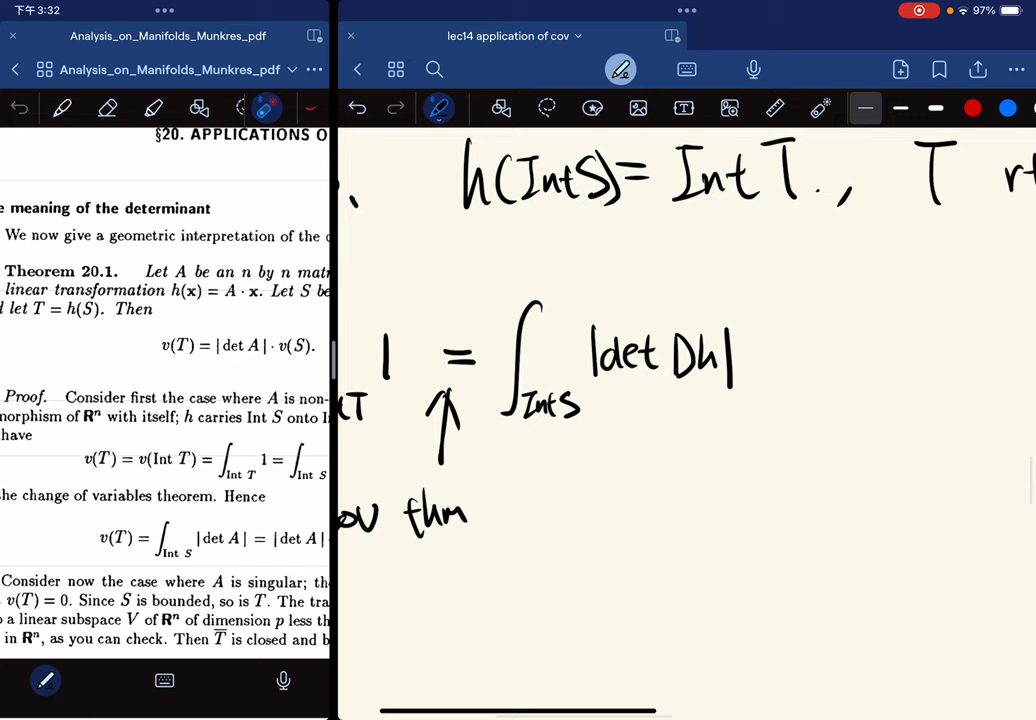 下午3:32
97%
Analysis_on_Manifolds_Munkres_pdf
Analysis_on_Manifolds_Munkres_pdf
§20. APPLICATIONS O
e meaning of the determinant
We now give a geometric interpretation of the
Theorem 20.1. Let A be an n by n matr
linear transformation h(x) = A · x. Let S be
d let T = h(S). Then
v(T) = | det A| · v(S).
Proof. Consider first the case where A is non-
morphism of Rⁿ with itself; h carries Int S onto I
have
v(T) = v(Int T) = ∫_{Int T} 1 = ∫_{Int S}
he change of variables theorem. Hence
v(T) = ∫_{Int S} | det A| = | det A|
Consider now the case where A is singular; th
v(T) = 0. Since S is bounded, so is T. The tra
o a linear subspace V of Rⁿ of dimension p less th
in Rⁿ, as you can check. Then T̅ is closed and b
lec14 application of cov
h(Int S) = Int T., T
1 = ∫_{Int S} |det Dh|
ov thm